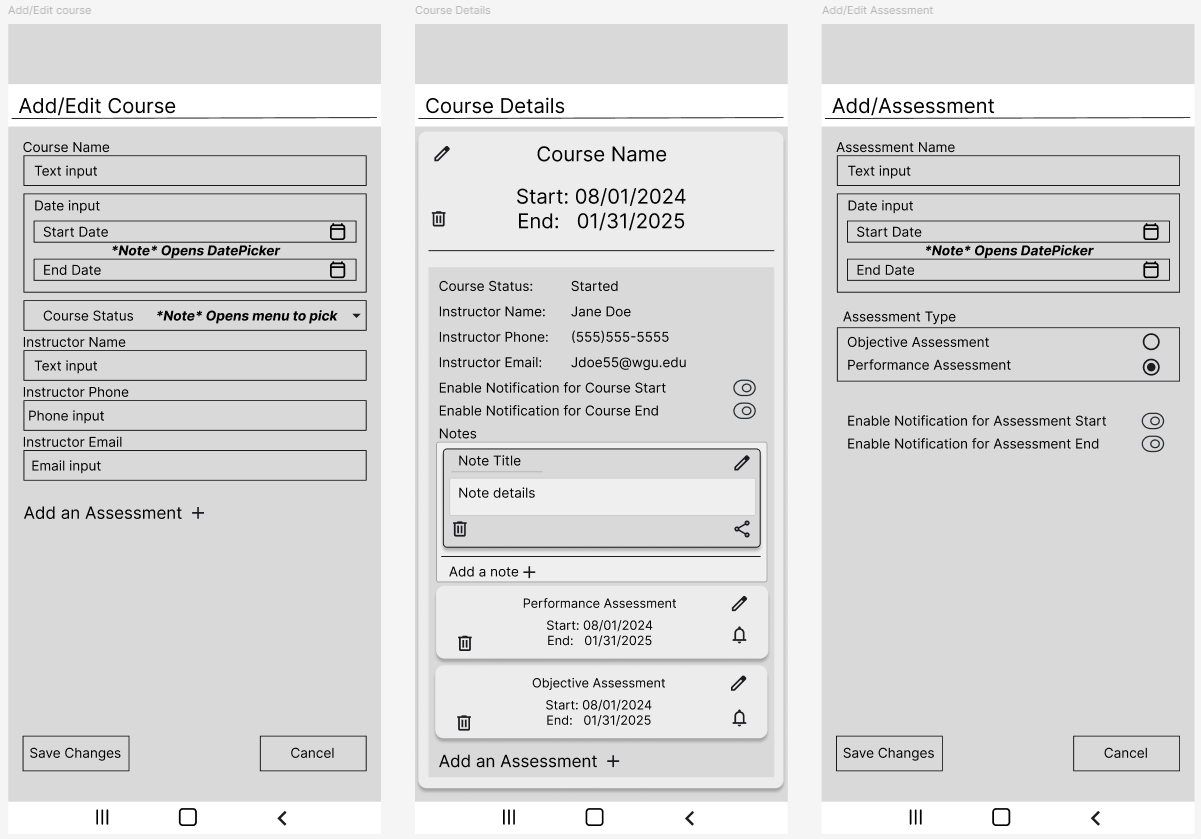 Add/Edit course
Add/Edit Course
Course Name
Text input
Date input
Start Date
*Note* Opens DatePicker
End Date
Course Status *Note* Opens menu to pick
Instructor Name
Text input
Instructor Phone
Phone input
Instructor Email
Email input
Add an Assessment +
Save Changes
Cancel
Course Details
Course Details
Course Name
Start: 08/01/2024
End: 01/31/2025
Course Status: Started
Instructor Name: Jane Doe
Instructor Phone: (555)555-5555
Instructor Email: Jdoe55@wgu.edu
Enable Notification for Course Start
Enable Notification for Course End
Notes
Note Title
Note details
Add a note +
Performance Assessment
Start: 08/01/2024
End: 01/31/2025
Objective Assessment
Start: 08/01/2024
End: 01/31/2025
Add an Assessment +
Add/Edit Assessment
Add/Assessment
Assessment Name
Text input
Date input
Start Date
*Note* Opens DatePicker
End Date
Assessment Type
Objective Assessment
Performance Assessment
Enable Notification for Assessment Start
Enable Notification for Assessment End
Save Changes
Cancel